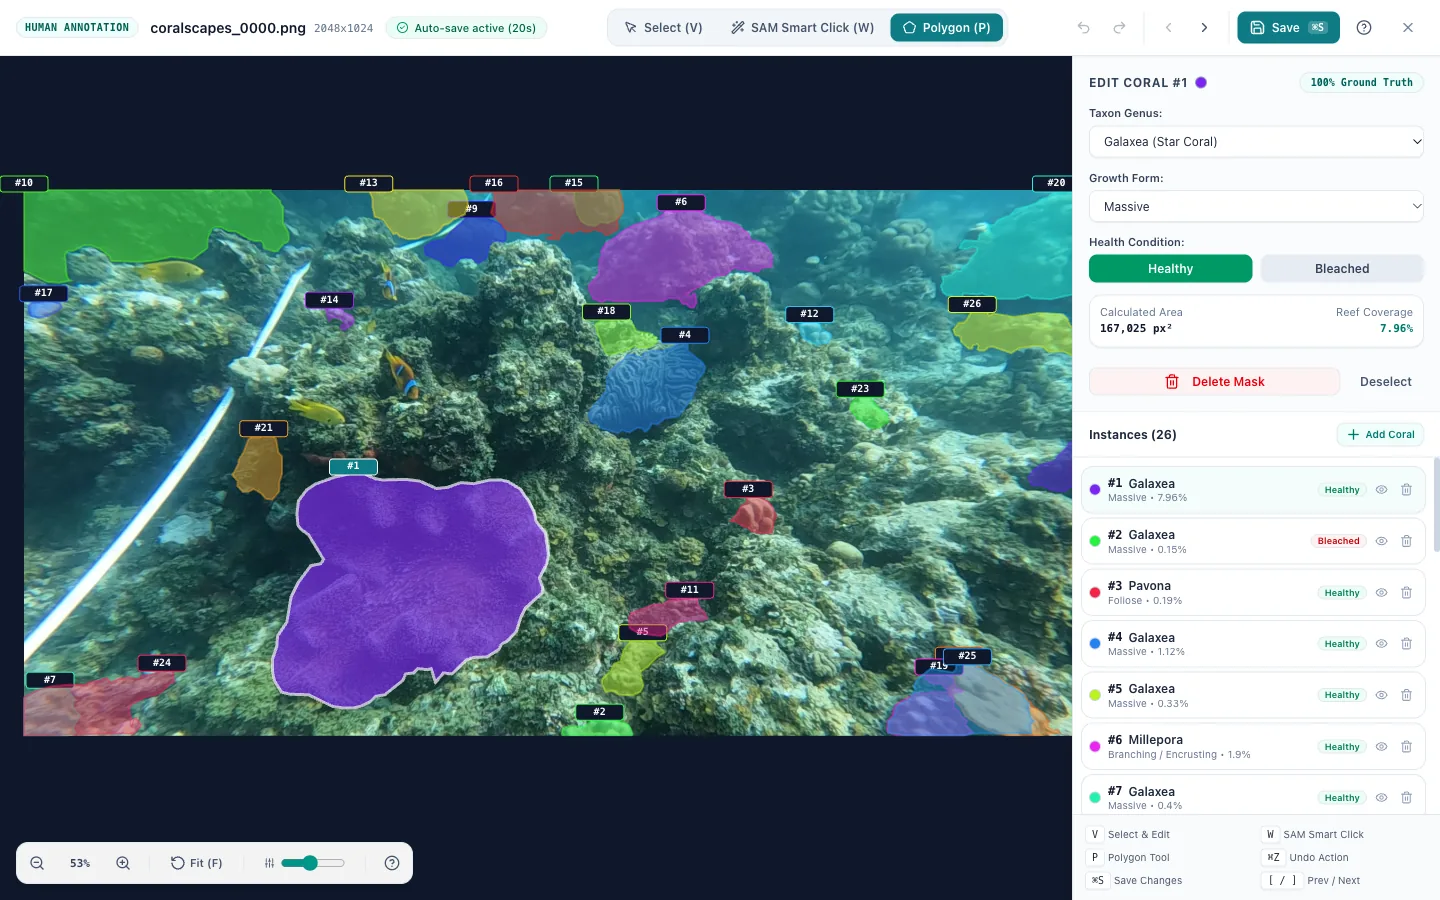 HUMAN ANNOTATION
coralscapes_0000.png 2048x1024
Auto-save active (20s)
Select (V)
SAM Smart Click (W)
Polygon (P)
Save ⌘S
EDIT CORAL #1
100% Ground Truth
Taxon Genus:
Galaxea (Star Coral)
Growth Form:
Massive
Health Condition:
Healthy
Bleached
Calculated Area
Reef Coverage
167,025 px²
7.96%
Delete Mask
Deselect
Instances (26)
Add Coral
#1 Galaxea
Massive • 7.96%
Healthy
#2 Galaxea
Massive • 0.15%
Bleached
#3 Pavona
Foliose • 0.19%
Healthy
#4 Galaxea
Massive • 1.12%
Healthy
#5 Galaxea
Massive • 0.33%
Healthy
#6 Millepora
Branching / Encrusting • 1.9%
Healthy
#7 Galaxea
Massive • 0.4%
Healthy
V Select & Edit
W SAM Smart Click
P Polygon Tool
⌘Z Undo Action
⌘S Save Changes
[ / ] Prev / Next
#10
#13
#16
#15
#20
#6
#9
#17
#14
#18
#12
#26
#4
#23
#21
#1
#3
#11
#5
#24
#19
#25
#7
#2
53%
Fit (F)